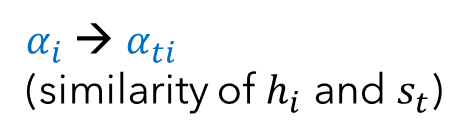 αᵢ → αₜᵢ
(similarity of hᵢ and sₜ)